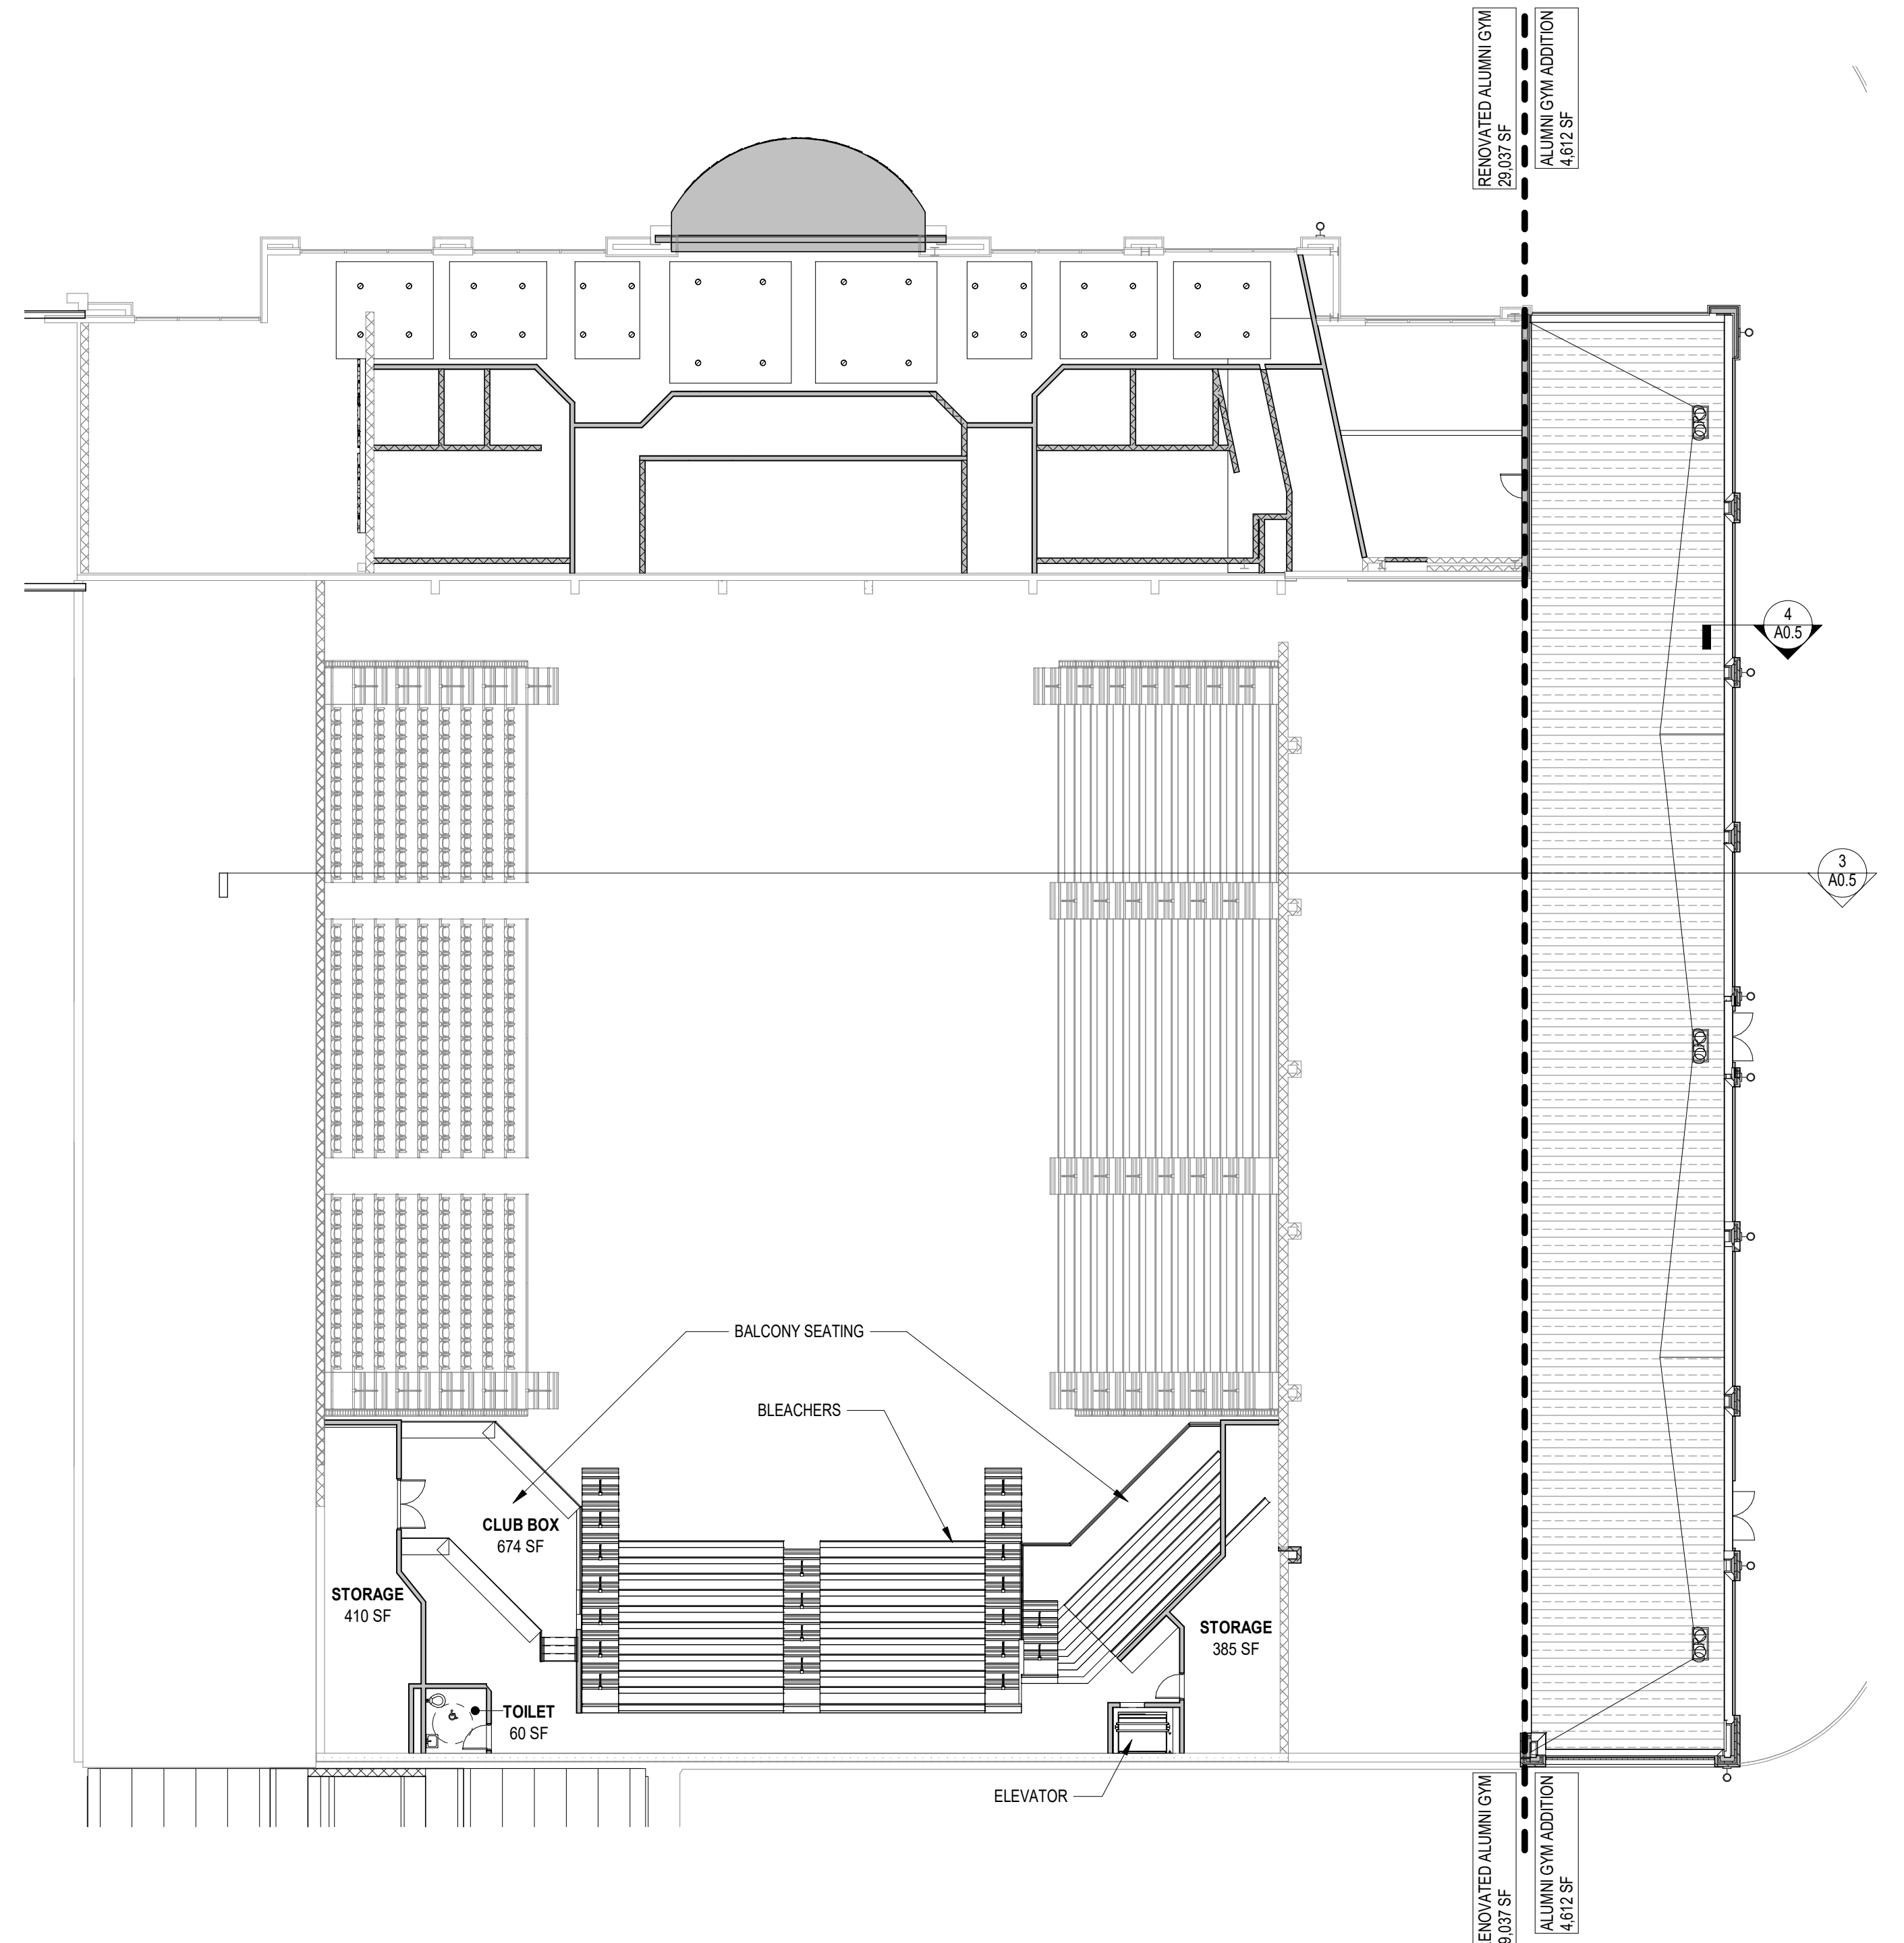 RENOVATED ALUMNI GYM
29,037 SF
ALUMNI GYM ADDITION
4,612 SF
4
A0.5
3
A0.5
BALCONY SEATING
BLEACHERS
CLUB BOX
674 SF
STORAGE
410 SF
STORAGE
385 SF
TOILET
60 SF
ELEVATOR
ENOVATED ALUMNI GYM
9,037 SF
ALUMNI GYM ADDITION
4,612 SF